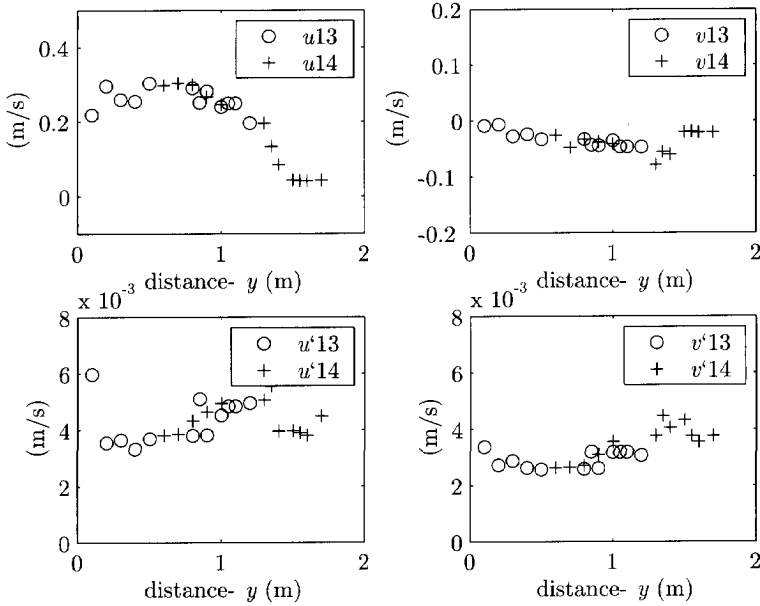 (m/s)
0.4
0.2
0
u13
u14
0
1
2
distance- y (m)
(m/s)
0.2
0.1
0
-0.1
-0.2
v13
v14
0
1
2
distance- y (m)
x 10⁻³
(m/s)
8
6
4
2
0
u‘13
u‘14
0
1
2
distance- y (m)
x 10⁻³
(m/s)
8
6
4
2
0
v‘13
v‘14
0
1
2
distance- y (m)